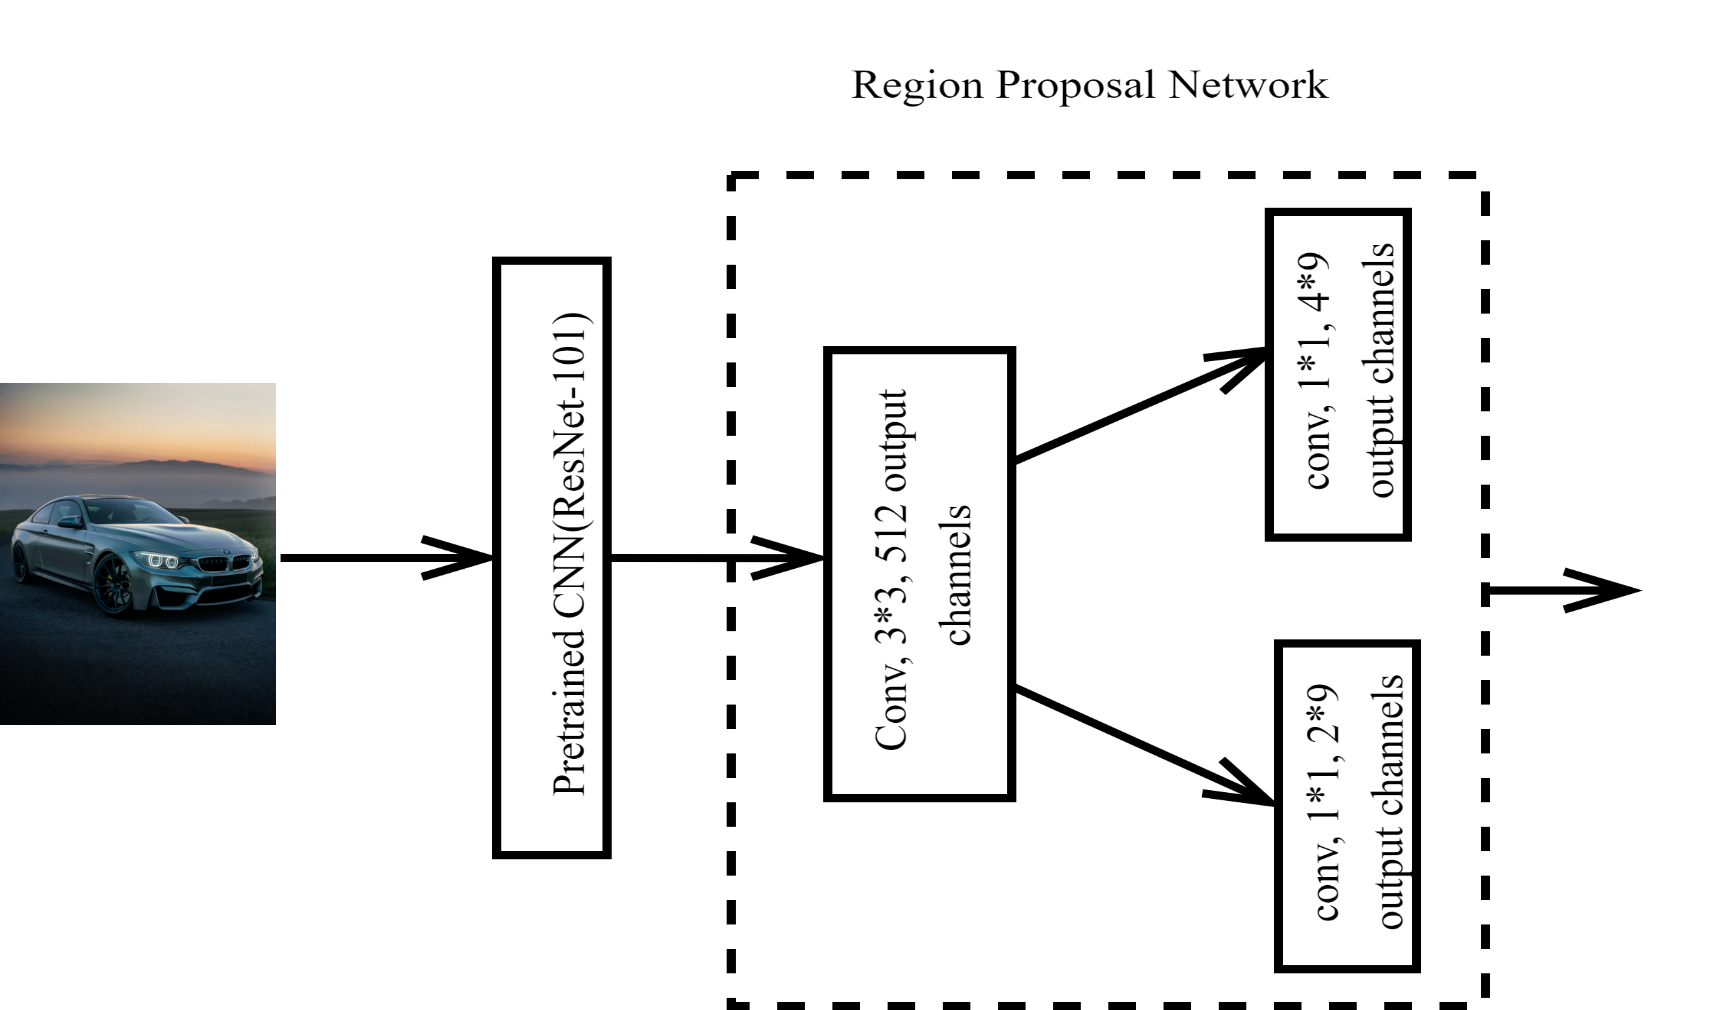 Region Proposal Network
Pretrained CNN(ResNet-101)
Conv, 3*3, 512 output
channels
conv, 1*1, 4*9
output channels
conv, 1*1, 2*9
output channels